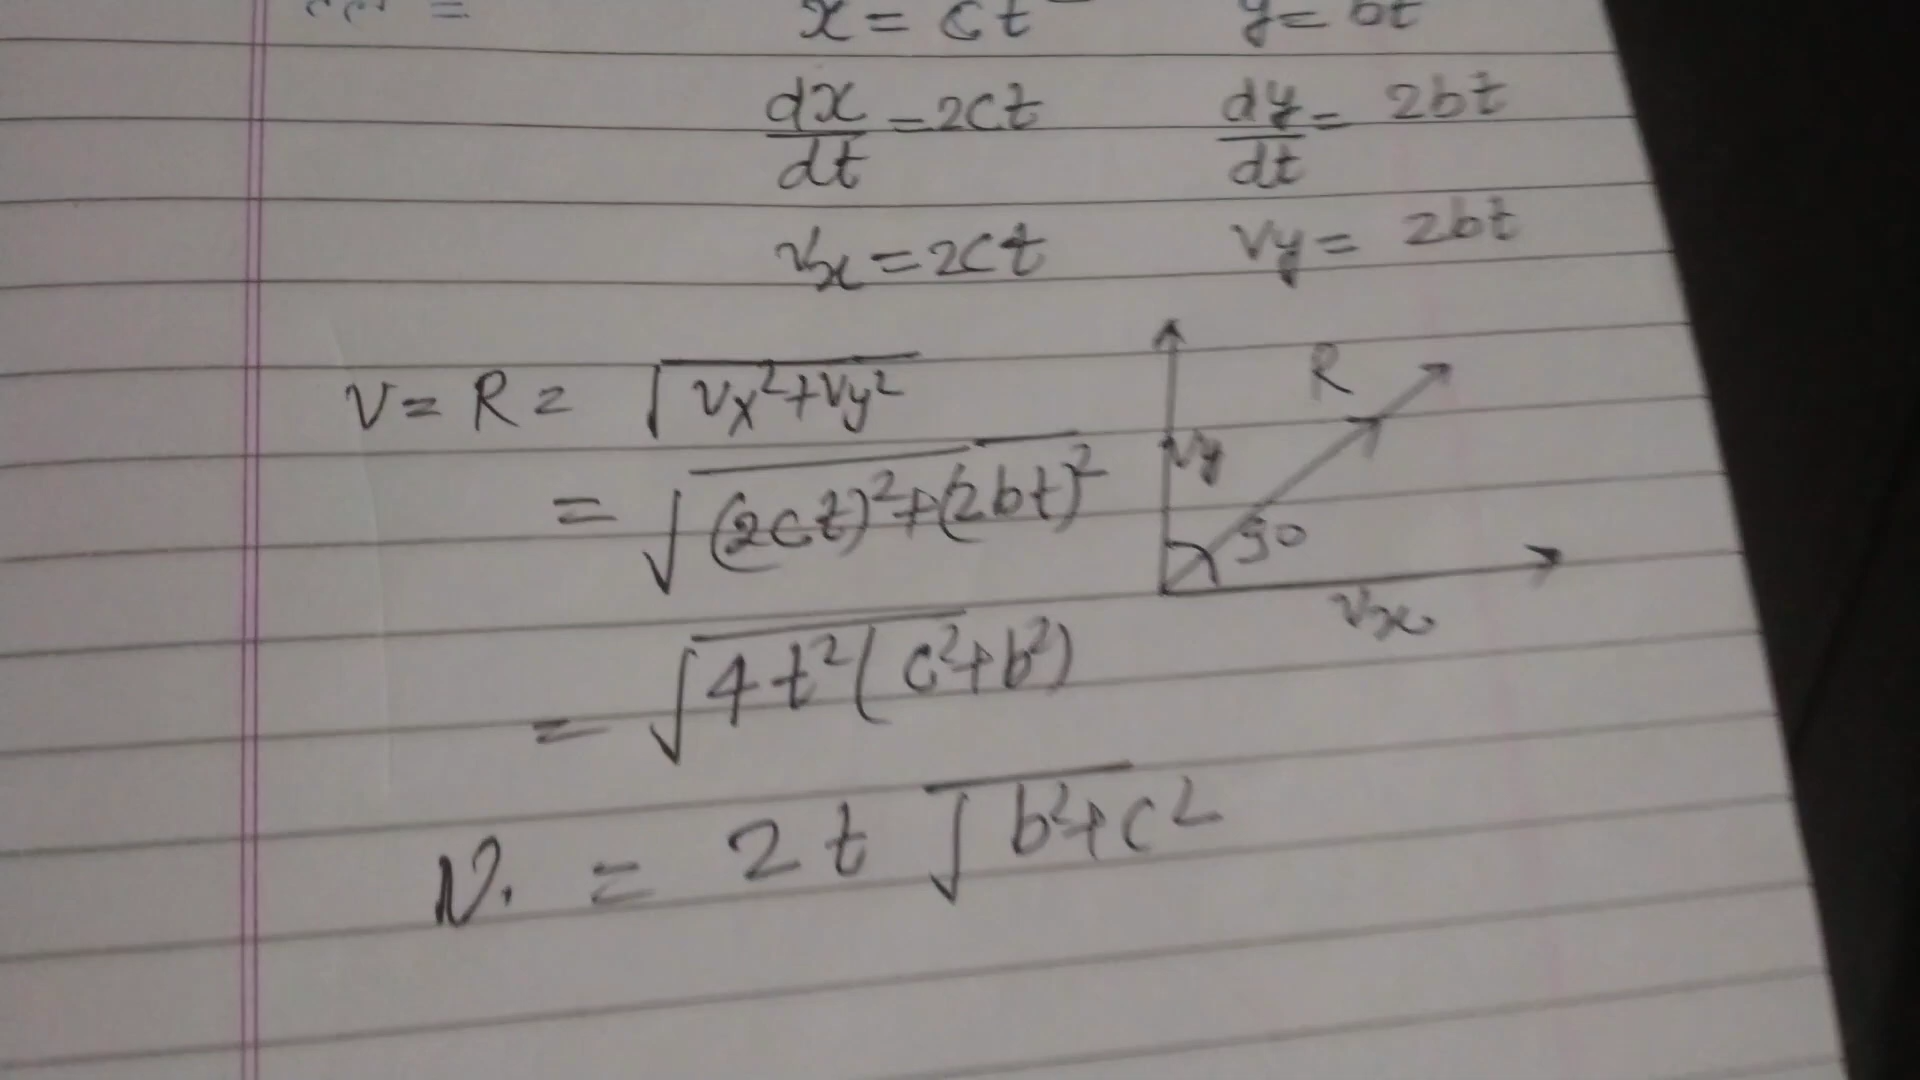 x = ct y = bt
dx/dt = 2ct dy/dt = 2bt
vx = 2ct vy = 2bt
v = R = √vx²+vy²
R
vy
= √(2ct)²+(2bt)²
90
vx
= √4t²(c²+b²)
v. = 2t √b²+c²